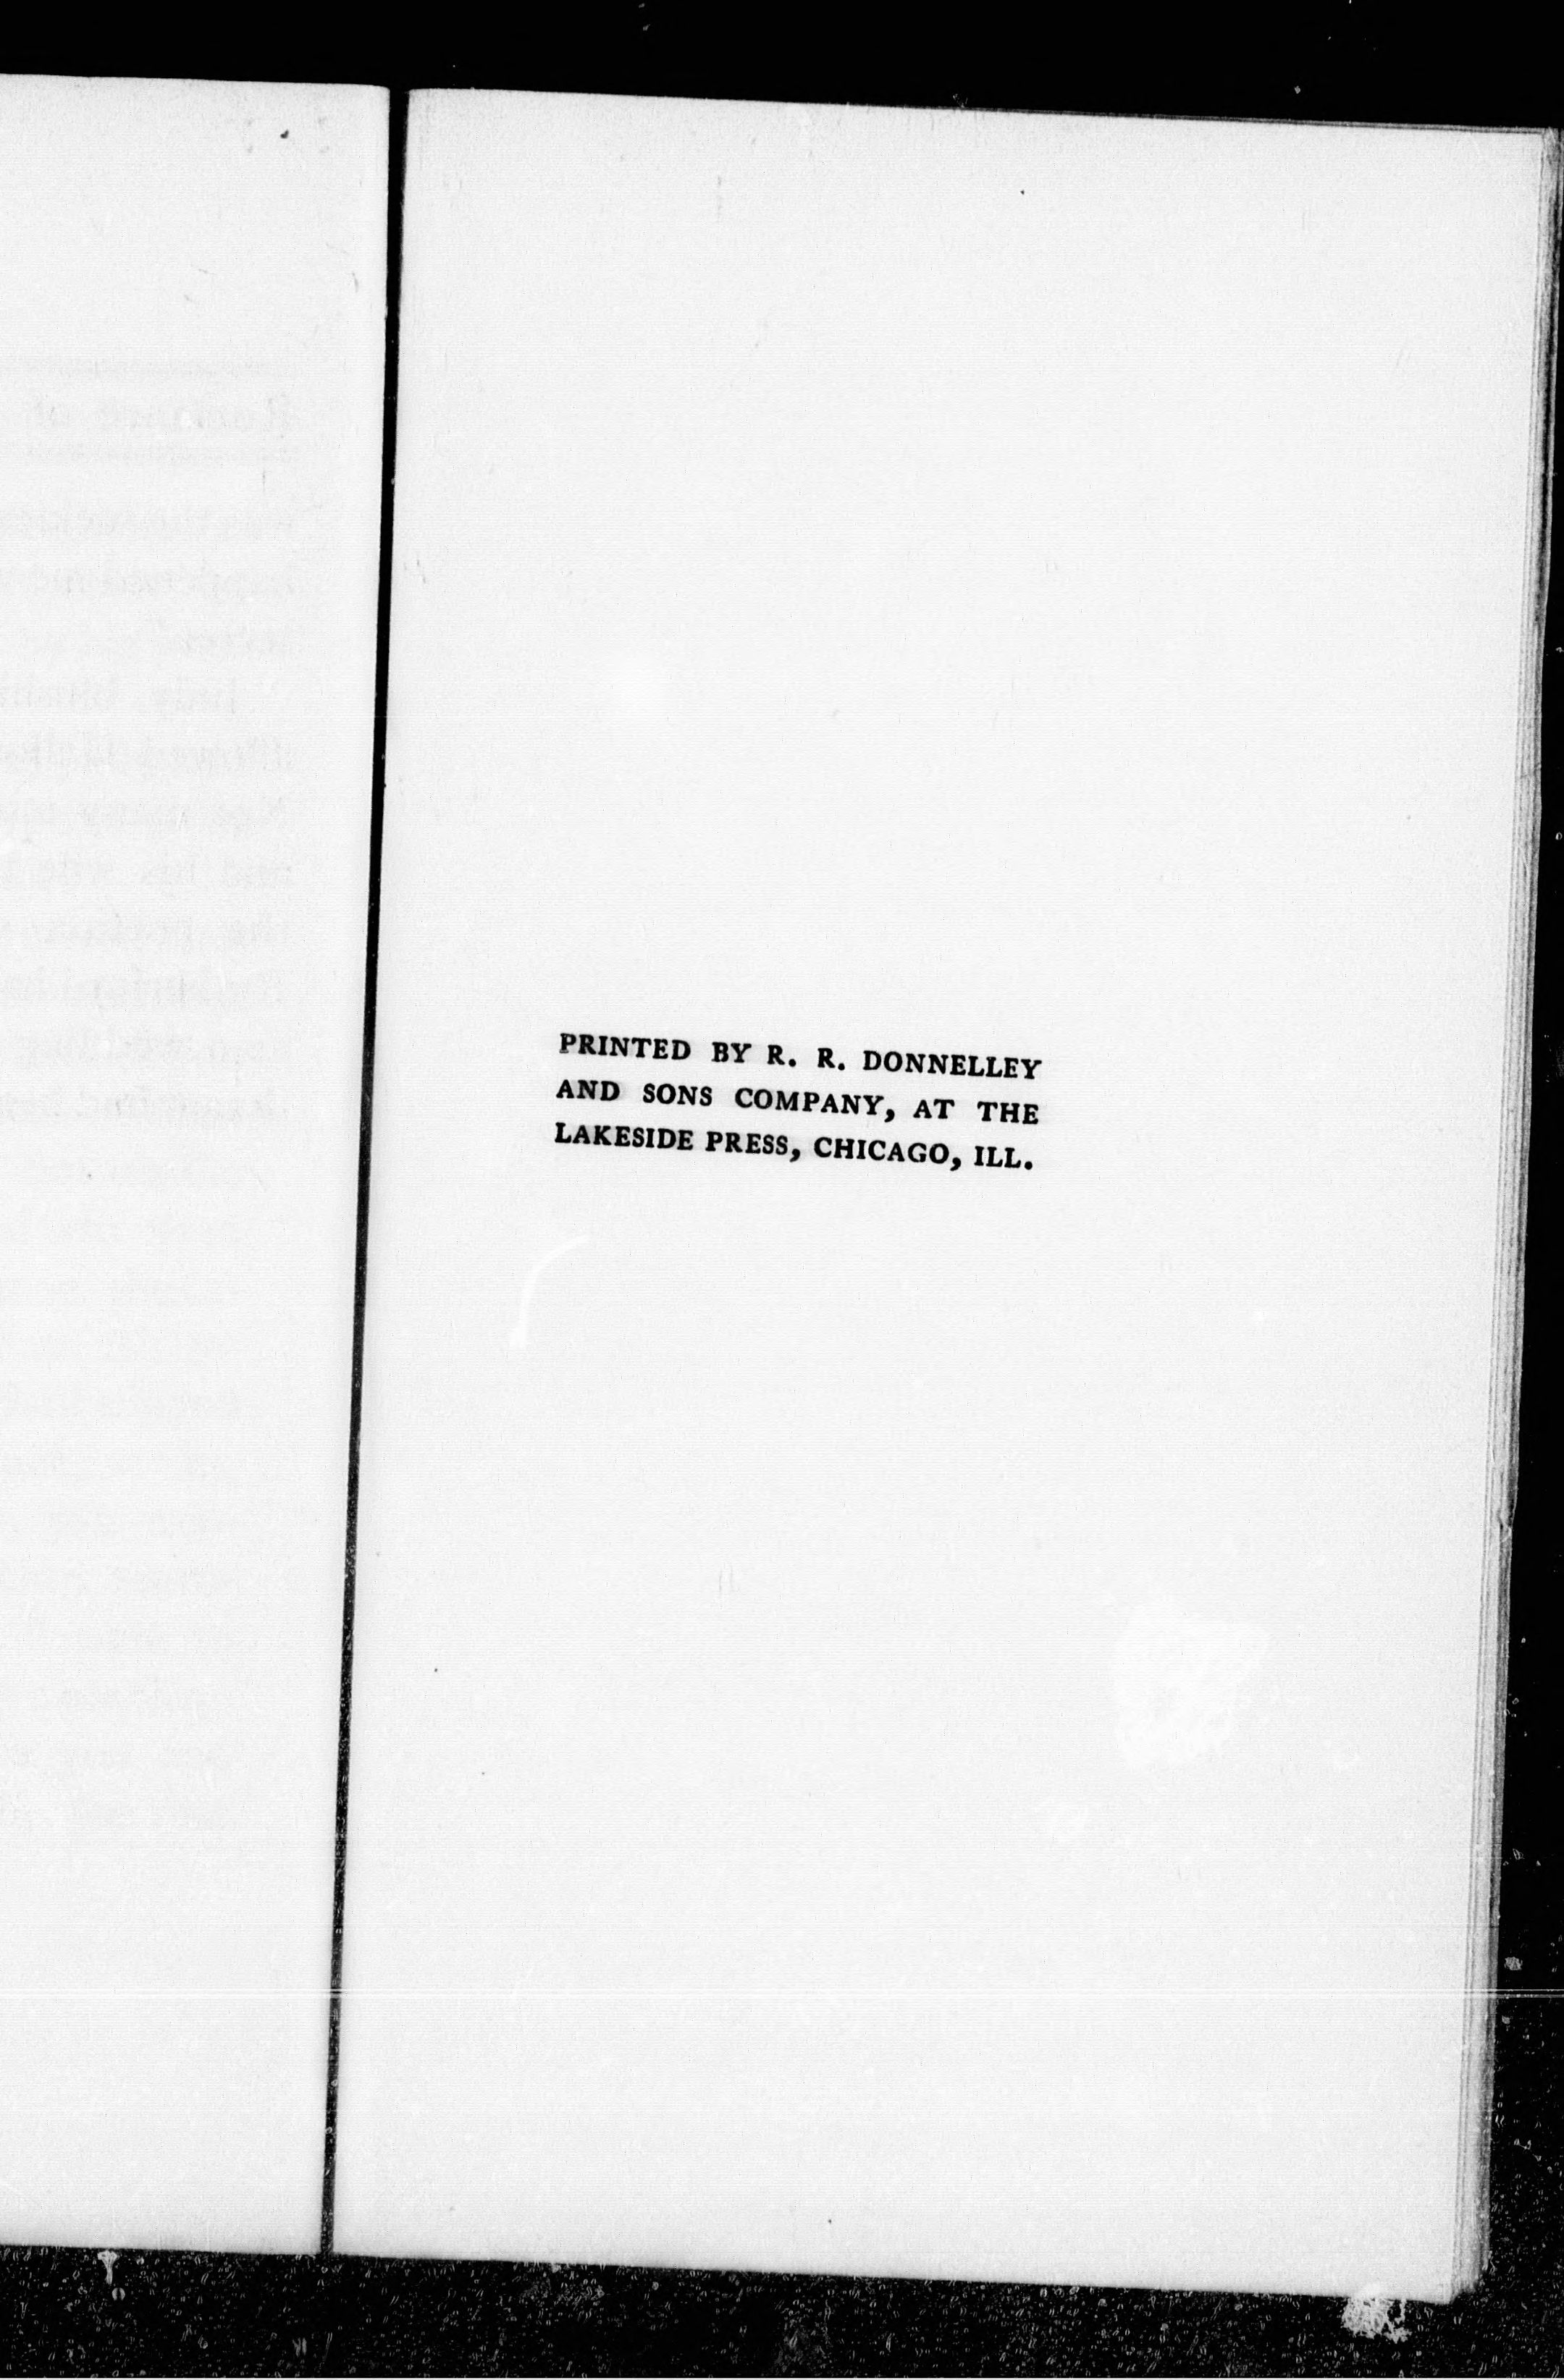 PRINTED BY R. R. DONNELLEY
AND SONS COMPANY, AT THE
LAKESIDE PRESS, CHICAGO, ILL.